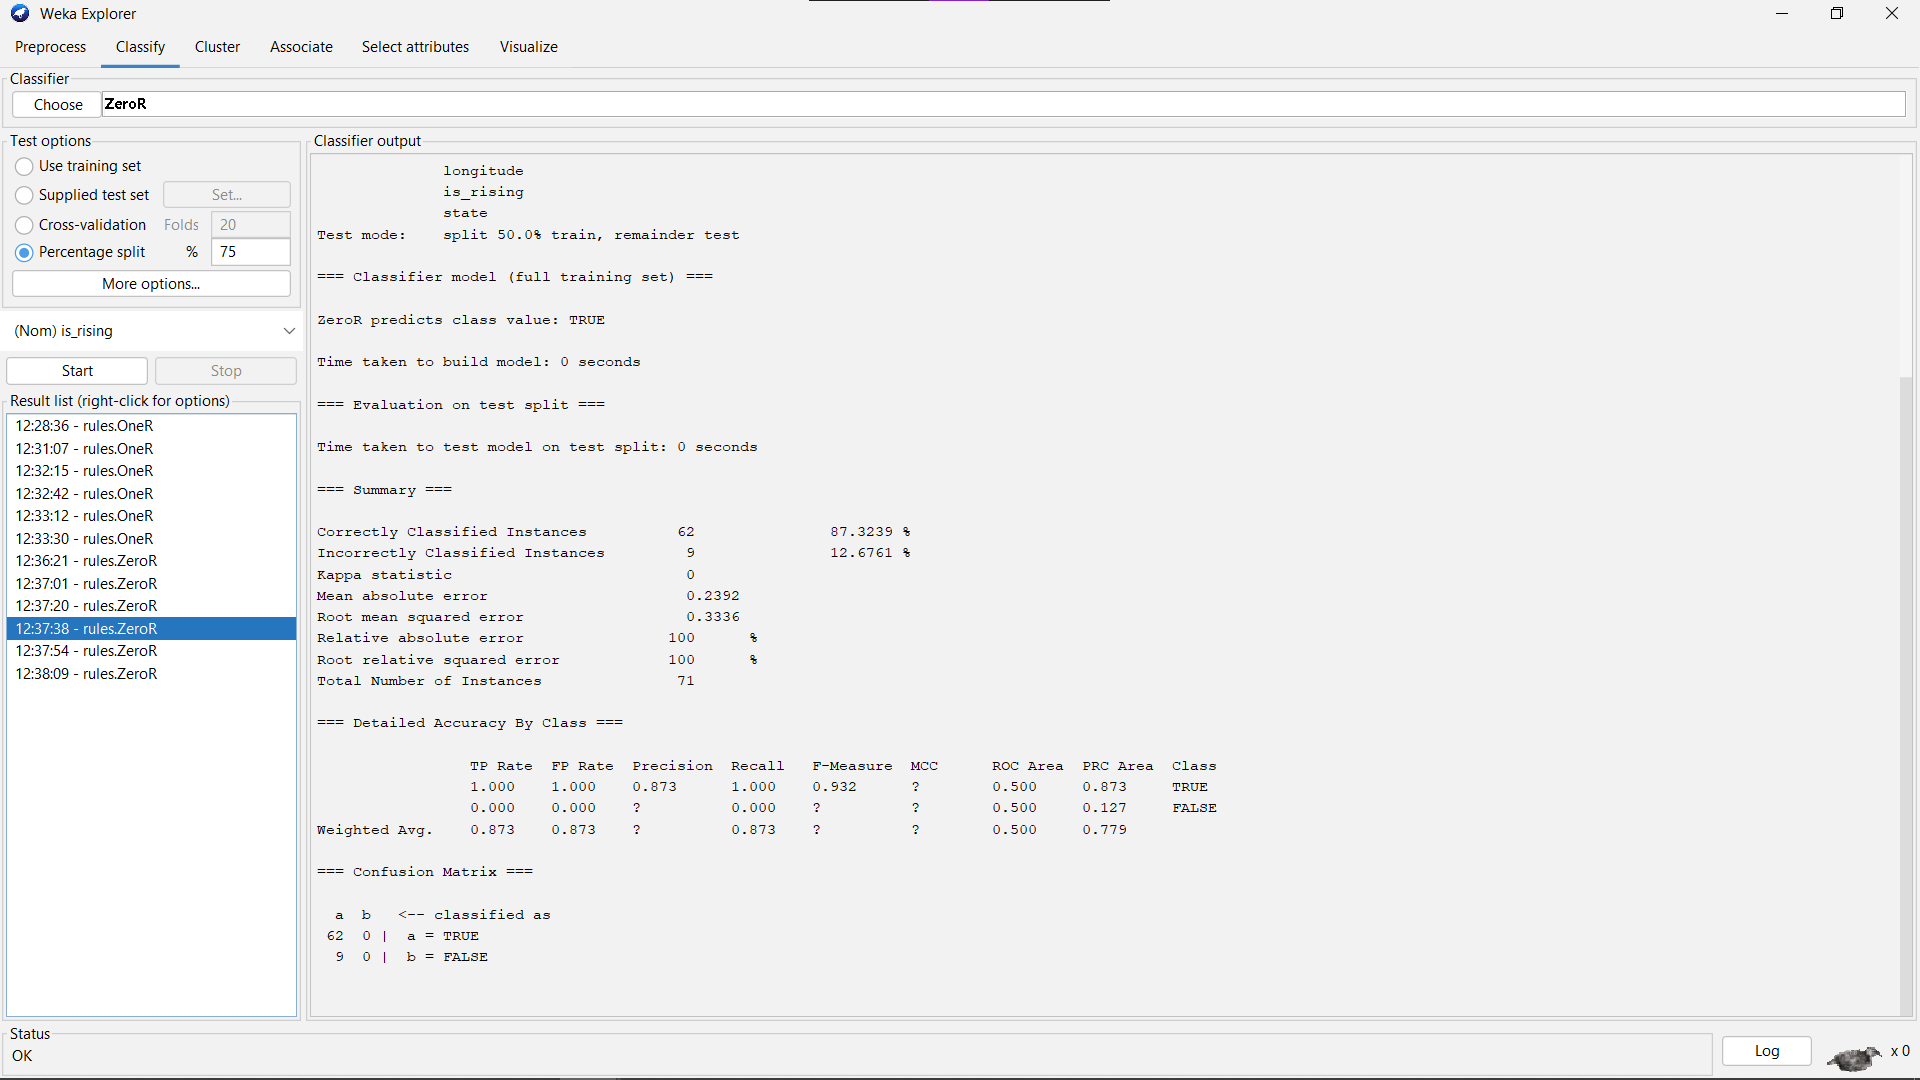 Weka Explorer
Preprocess Classify Cluster Associate Select attributes Visualize
Classifier
Choose ZeroR
Test options
Use training set
Supplied test set Set...
Cross-validation Folds 20
Percentage split % 75
More options...
(Nom) is_rising
Start Stop
Result list (right-click for options)
12:28:36 - rules.OneR
12:31:07 - rules.OneR
12:32:15 - rules.OneR
12:32:42 - rules.OneR
12:33:12 - rules.OneR
12:33:30 - rules.OneR
12:36:21 - rules.ZeroR
12:37:01 - rules.ZeroR
12:37:20 - rules.ZeroR
12:37:38 - rules.ZeroR
12:37:54 - rules.ZeroR
12:38:09 - rules.ZeroR
Classifier output
longitude
is_rising
state
Test mode: split 50.0% train, remainder test
=== Classifier model (full training set) ===
ZeroR predicts class value: TRUE
Time taken to build model: 0 seconds
=== Evaluation on test split ===
Time taken to test model on test split: 0 seconds
=== Summary ===
Correctly Classified Instances 62 87.3239 %
Incorrectly Classified Instances 9 12.6761 %
Kappa statistic 0
Mean absolute error 0.2392
Root mean squared error 0.3336
Relative absolute error 100 %
Root relative squared error 100 %
Total Number of Instances 71
=== Detailed Accuracy By Class ===
TP Rate FP Rate Precision Recall F-Measure MCC ROC Area PRC Area Class
1.000 1.000 0.873 1.000 0.932 ? 0.500 0.873 TRUE
0.000 0.000 ? 0.000 ? ? 0.500 0.127 FALSE
Weighted Avg. 0.873 0.873 ? 0.873 ? ? 0.500 0.779
=== Confusion Matrix ===
a b <-- classified as
62 0 | a = TRUE
9 0 | b = FALSE
Status
OK
Log
x 0